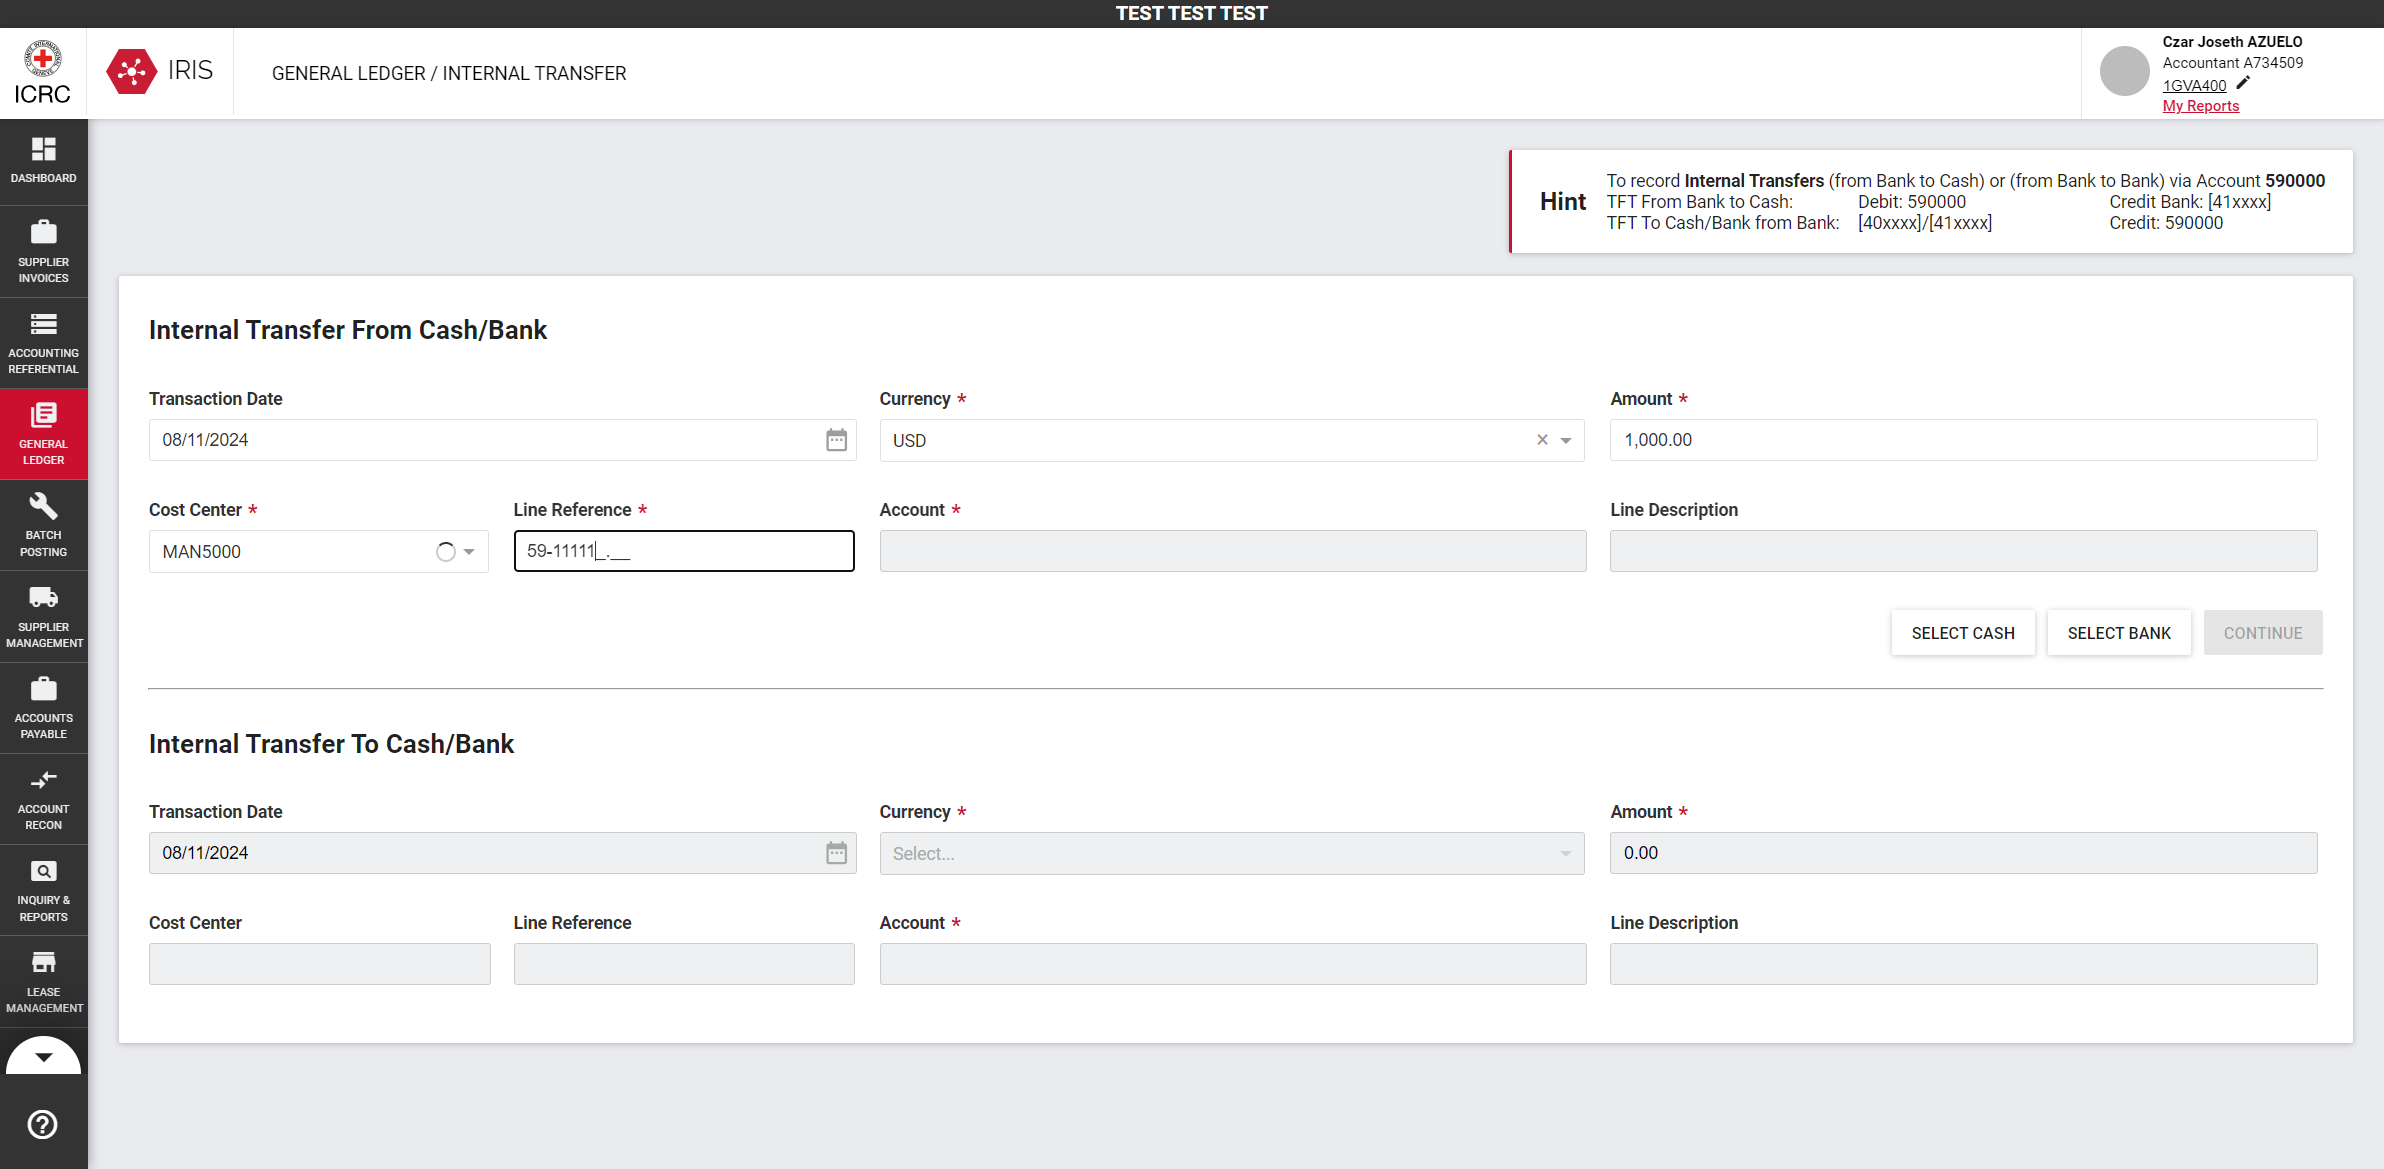 TEST TEST TEST
ICRC
IRIS
GENERAL LEDGER / INTERNAL TRANSFER
Czar Joseth AZUELO
Accountant A734509
1GVA400
My Reports
DASHBOARD
SUPPLIER
INVOICES
ACCOUNTING
REFERENTIAL
GENERAL
LEDGER
BATCH
POSTING
SUPPLIER
MANAGEMENT
ACCOUNTS
PAYABLE
ACCOUNT
RECON
INQUIRY &
REPORTS
LEASE
MANAGEMENT
Hint
To record Internal Transfers (from Bank to Cash) or (from Bank to Bank) via Account 590000
TFT From Bank to Cash: Debit: 590000 Credit Bank: [41xxxx]
TFT To Cash/Bank from Bank: [40xxxx]/[41xxxx] Credit: 590000
Internal Transfer From Cash/Bank
Transaction Date Currency * Amount *
08/11/2024 USD 1,000.00
Cost Center * Line Reference * Account * Line Description
MAN5000 59-11111_.__
SELECT CASH SELECT BANK CONTINUE
Internal Transfer To Cash/Bank
Transaction Date Currency * Amount *
08/11/2024 Select... 0.00
Cost Center Line Reference Account * Line Description